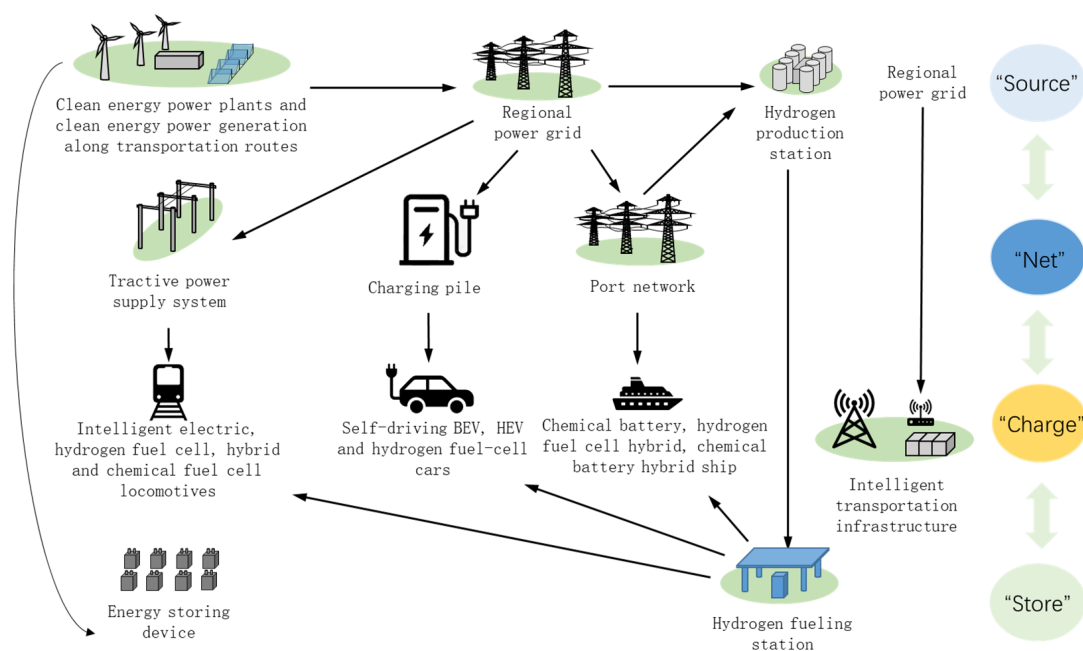 Clean energy power plants and
clean energy power generation
along transportation routes
Regional
power grid
Hydrogen
production
station
Regional
power grid
“Source”
Tractive power
supply system
Charging pile
Port network
“Net”
Intelligent electric,
hydrogen fuel cell, hybrid
and chemical fuel cell
locomotives
Self-driving BEV, HEV
and hydrogen fuel-cell
cars
Chemical battery, hydrogen
fuel cell hybrid, chemical
battery hybrid ship
Intelligent
transportation
infrastructure
“Charge”
Energy storing
device
Hydrogen fueling
station
“Store”